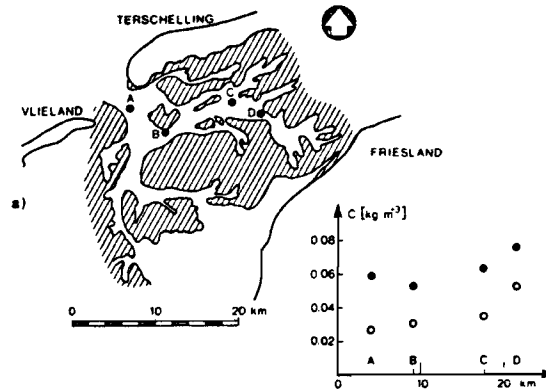 TERSCHELLING
A
C
VLIELAND
B
D
FRIESLAND
a)
0 10 20 km
C [kg m⁻³]
0.08
0.06
0.04
0.02
A B C , D
0 10 20 km